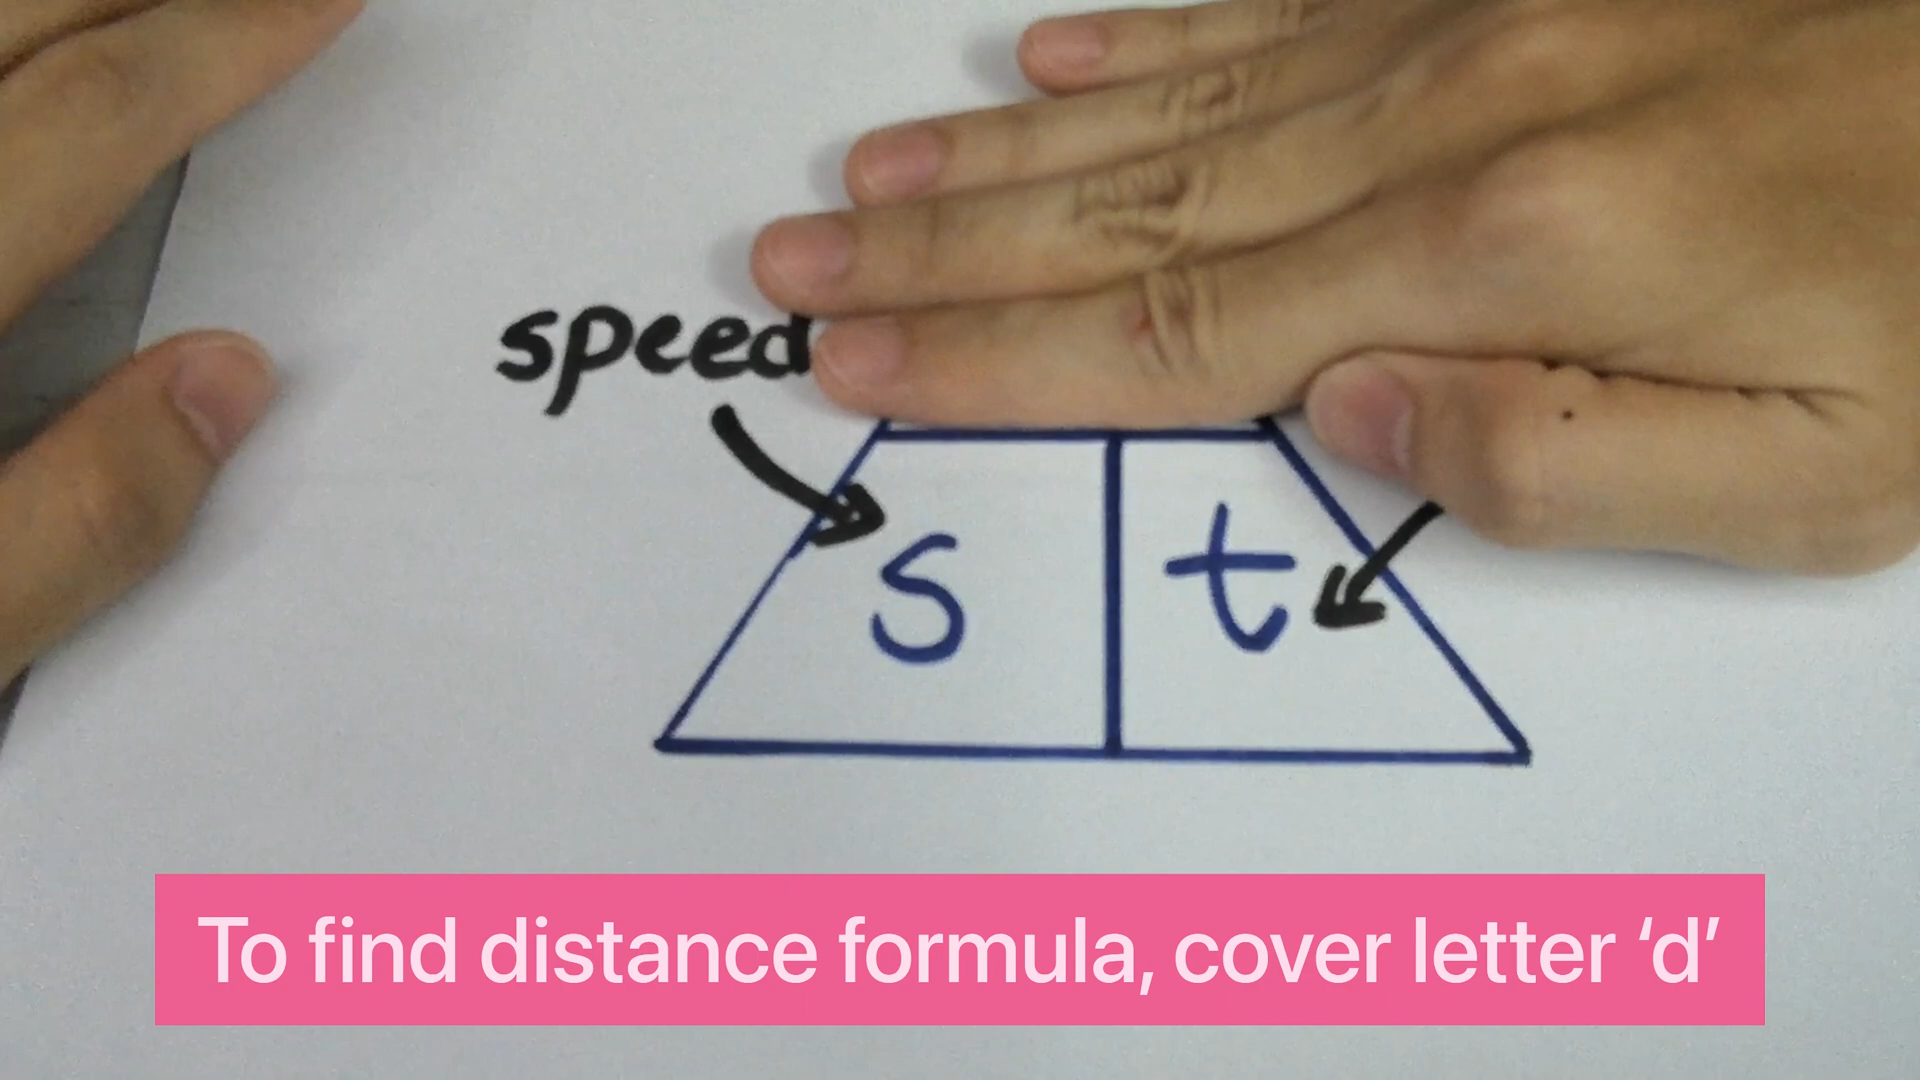 speed
s t
To find distance formula, cover letter ‘d’